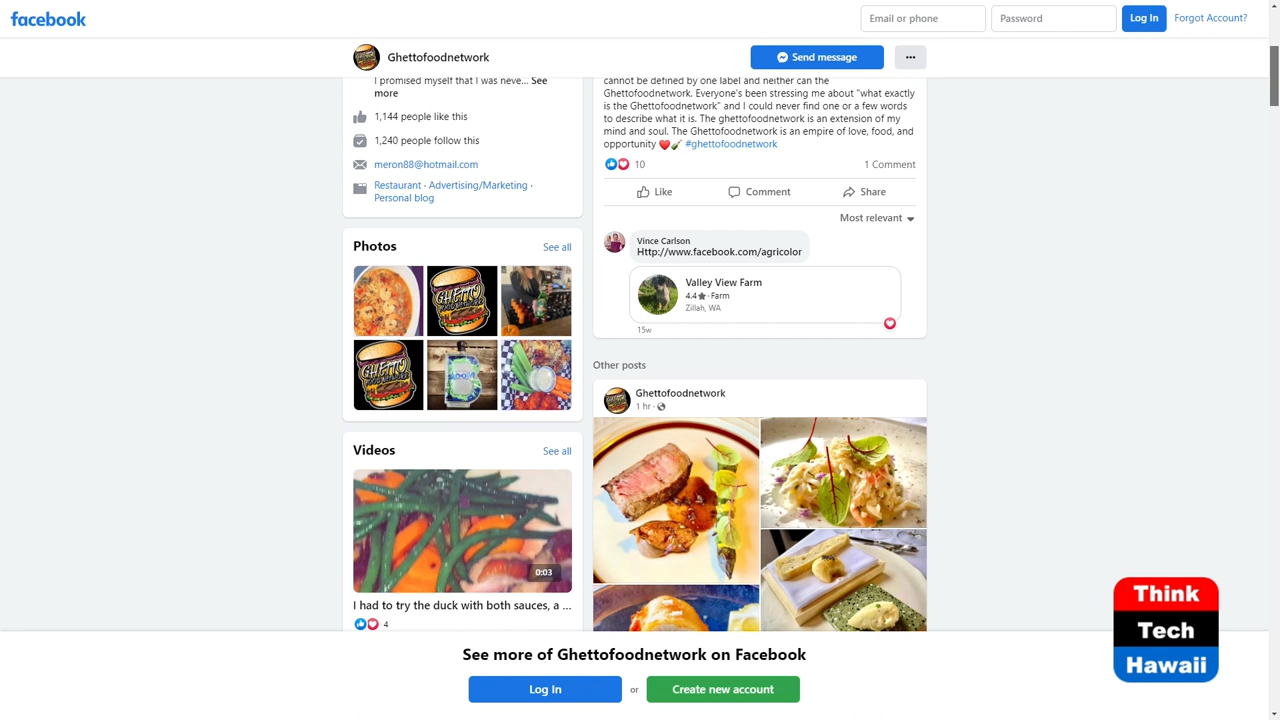 facebook
Email or phone
Password
Log In
Forgot Account?
Ghettofoodnetwork
Send message
I promised myself that I was neve... See
more
1,144 people like this
1,240 people follow this
meron88@hotmail.com
Restaurant · Advertising/Marketing ·
Personal blog
Photos
See all
GHETTO
FOOD NETWORK
GHETTO
FOOD NETWORK
Videos
See all
0:03
I had to try the duck with both sauces, a ...
4
cannot be defined by one label and neither can the
Ghettofoodnetwork. Everyone's been stressing me about "what exactly
is the Ghettofoodnetwork" and I could never find one or a few words
to describe what it is. The ghettofoodnetwork is an extension of my
mind and soul. The Ghettofoodnetwork is an empire of love, food, and
opportunity ❤️🍾 #ghettofoodnetwork
10
1 Comment
Like
Comment
Share
Most relevant
Vince Carlson
Http://www.facebook.com/agricolor
Valley View Farm
4.4★ · Farm
Zillah, WA
15w
Other posts
Ghettofoodnetwork
1 hr ·
Think
Tech
Hawaii
See more of Ghettofoodnetwork on Facebook
Log In
or
Create new account